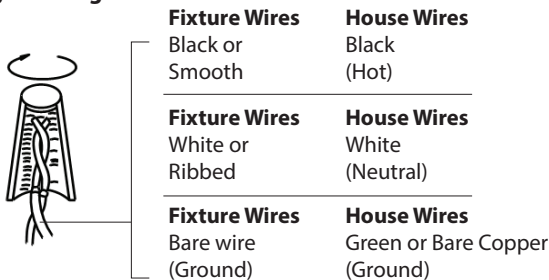 Fixture Wires House Wires
Black or Black
Smooth (Hot)
Fixture Wires House Wires
White or White
Ribbed (Neutral)
Fixture Wires House Wires
Bare wire Green or Bare Copper
(Ground) (Ground)